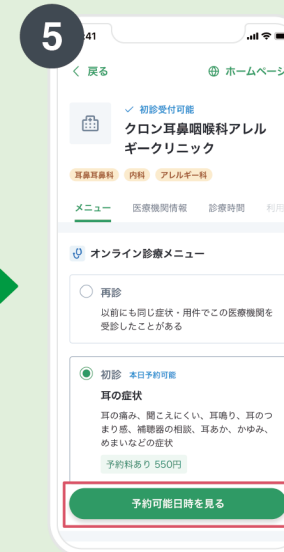 5
:41
戻る
ホームページ
初診受付可能
クロン耳鼻咽喉科アレル
ギークリニック
耳鼻耳鼻科 内科 アレルギー科
メニュー 医療機関情報 診療時間 利用
オンライン診療メニュー
再診
以前にも同じ症状・用件でこの医療機関を
受診したことがある
初診 本日予約可能
耳の症状
耳の痛み、聞こえにくい、耳鳴り、耳のつ
まり感、補聴器の相談、耳あか、かゆみ、
めまいなどの症状
予約料あり 550円
予約可能日時を見る